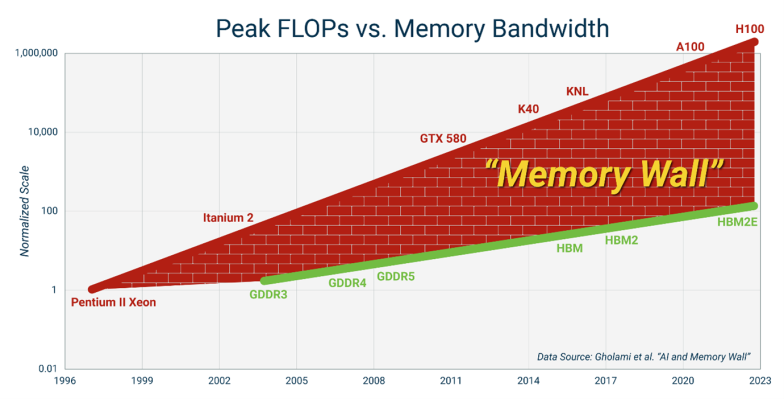 Peak FLOPs vs. Memory Bandwidth
H100
A100
1,000,000
KNL
K40
10,000
GTX 580
"Memory Wall"
Normalized Scale
Itanium 2
100
HBM2E
HBM2
HBM
GDDR5
GDDR4
GDDR3
1
Pentium II Xeon
Data Source: Gholami et al. "AI and Memory Wall"
0.01
1996 1999 2002 2005 2008 2011 2014 2017 2020 2023